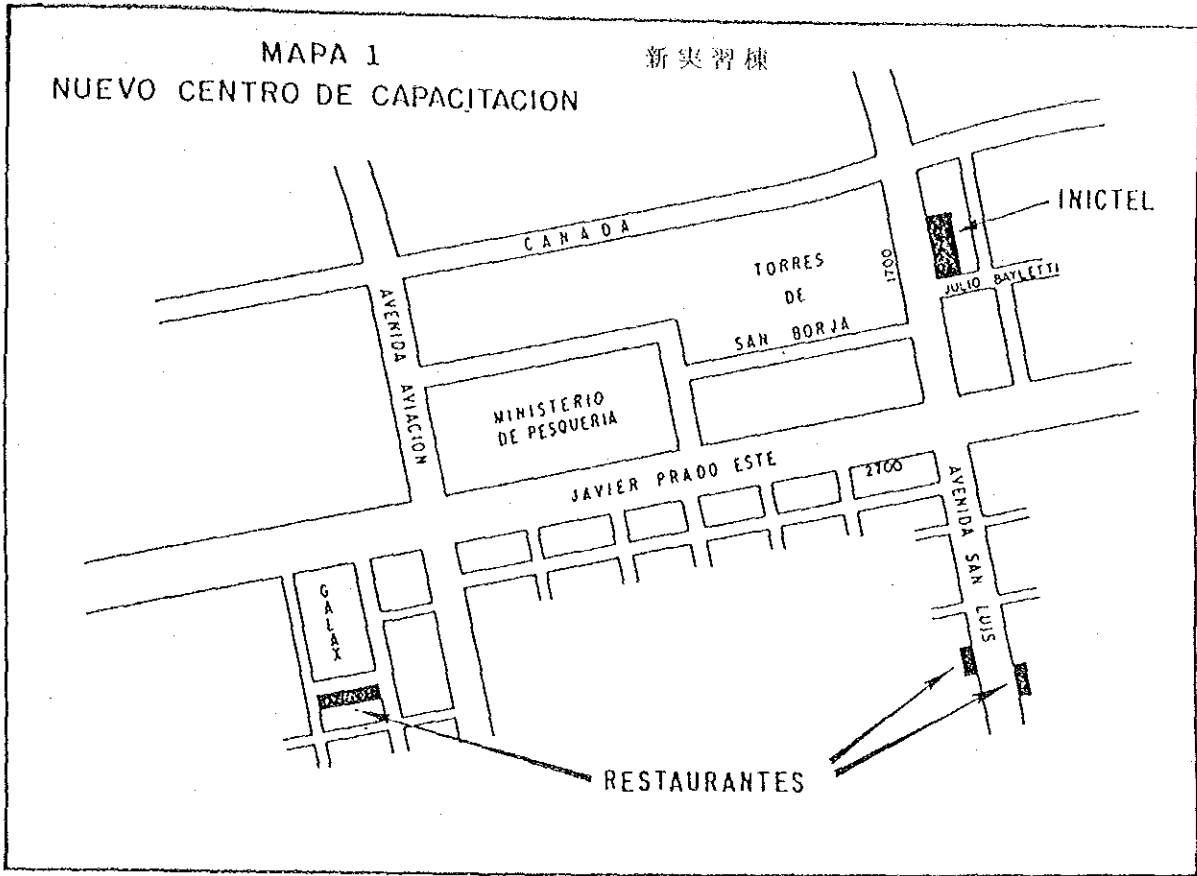 MAPA 1
新実習棟
NUEVO CENTRO DE CAPACITACION
INICTEL
CANADA
TORRES
DE
SAN BORJA
1700
JULIO BAYLETTI
AVENIDA AVIACION
MINISTERIO
DE PESQUERIA
JAVIER PRADO ESTE
2700
AVENIDA SAN LUIS
GALAX
RESTAURANTES